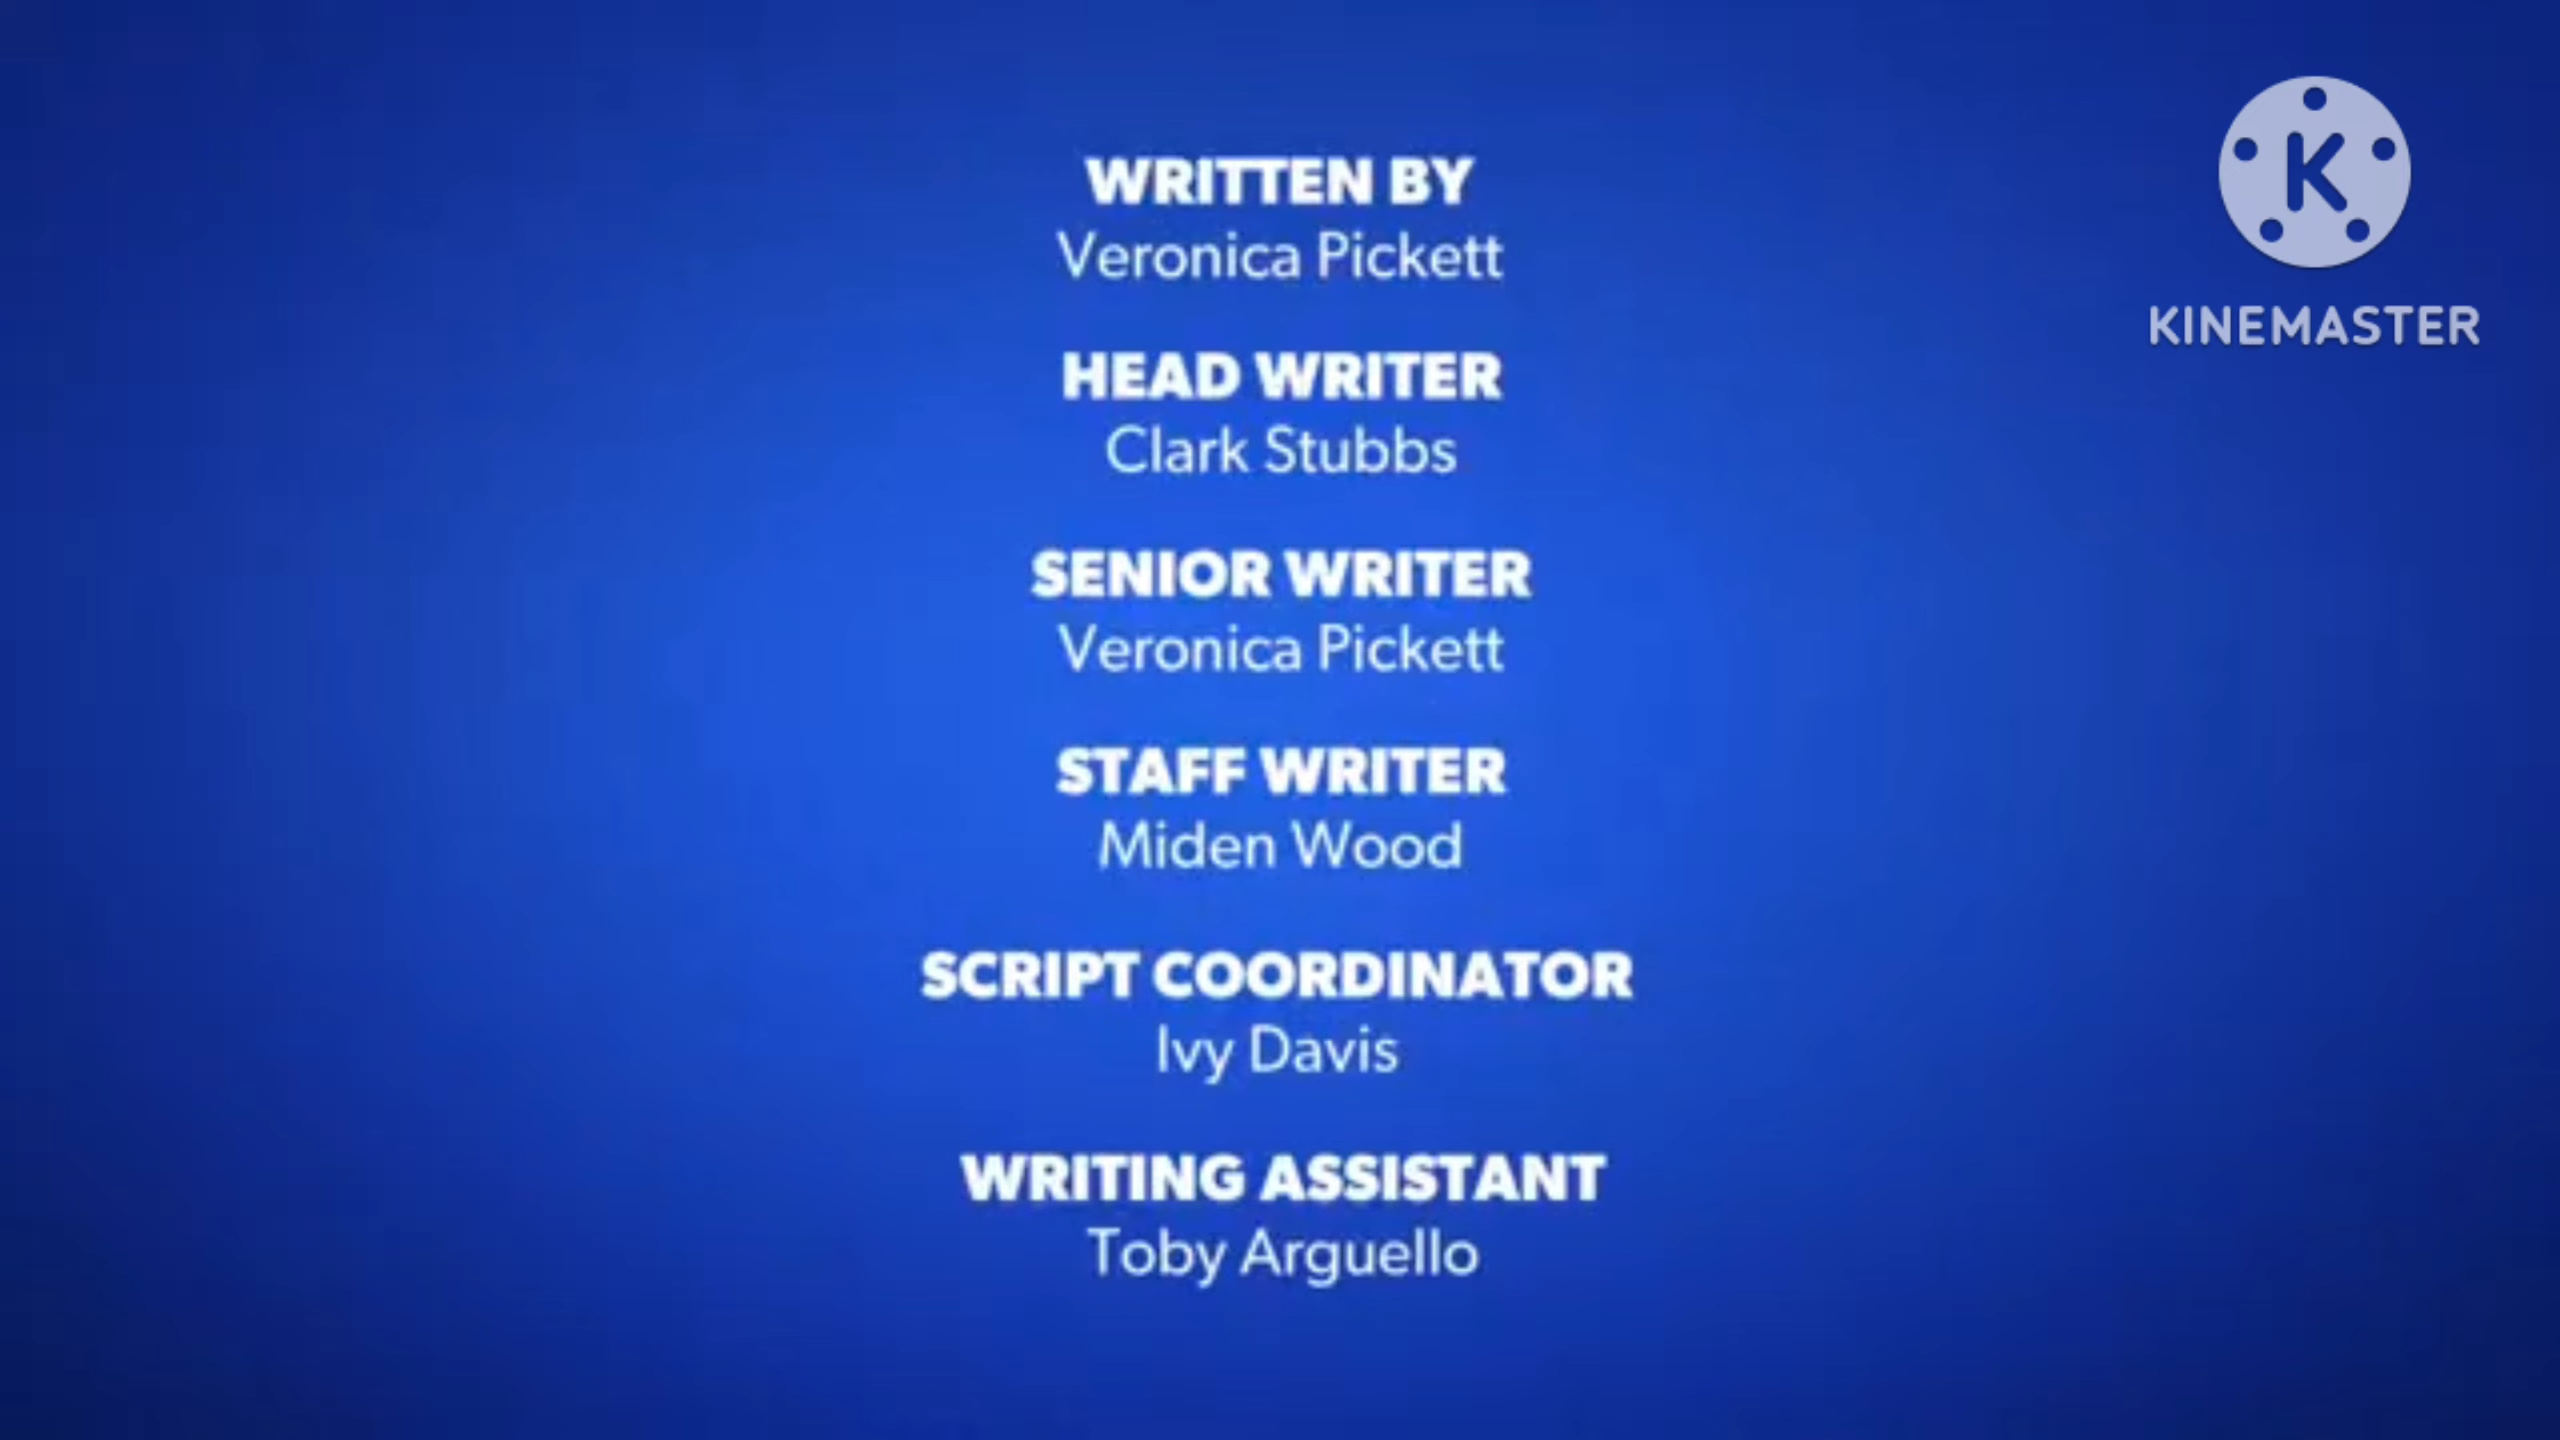 WRITTEN BY
Veronica Pickett
HEAD WRITER
Clark Stubbs
SENIOR WRITER
Veronica Pickett
STAFF WRITER
Miden Wood
SCRIPT COORDINATOR
Ivy Davis
WRITING ASSISTANT
Toby Arguello
K
KINEMASTER